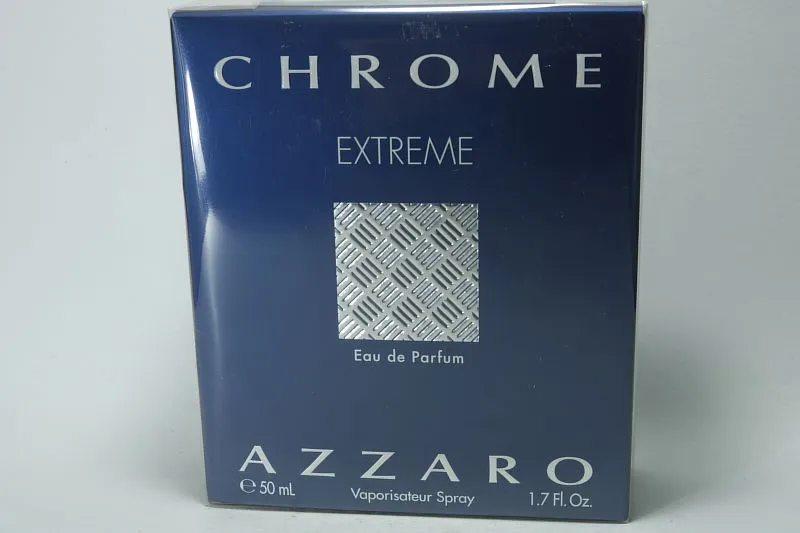 CHROME
EXTREME
Eau de Parfum
AZZARO
℮ 50 mL Vaporisateur Spray 1.7 Fl. Oz.